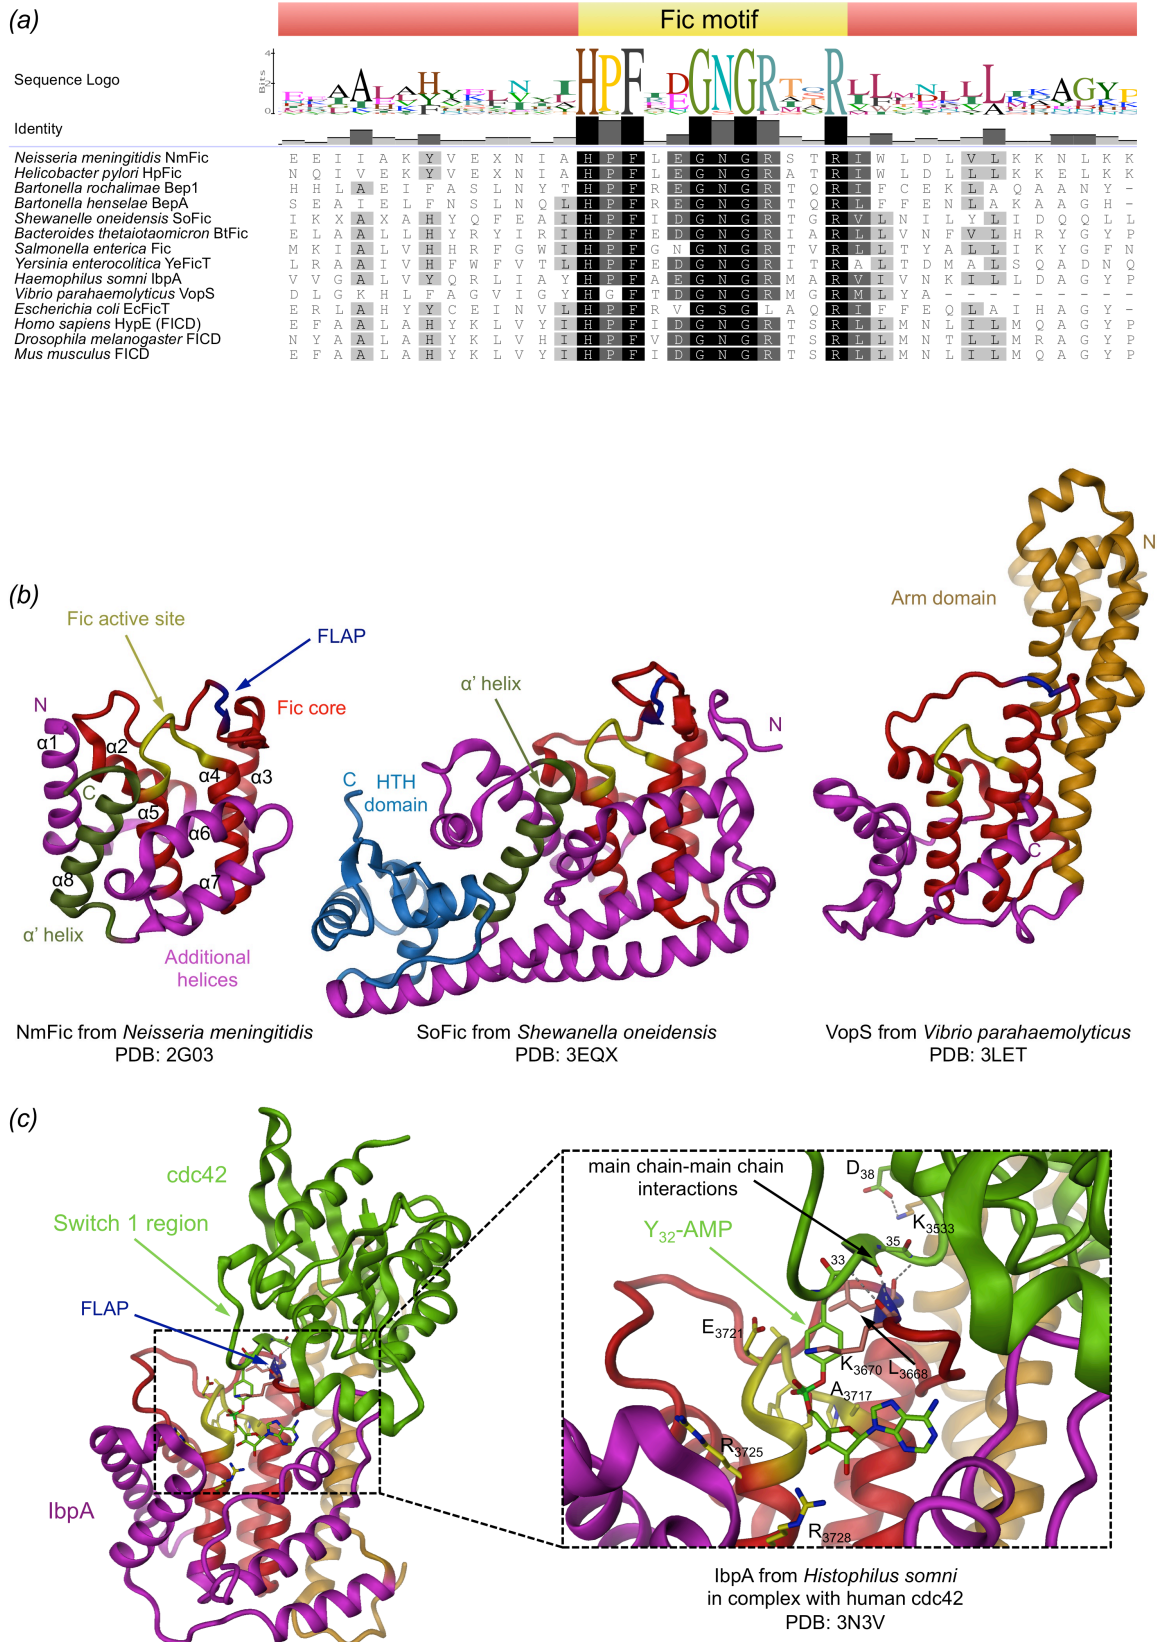 (a)
Fic motif
Sequence Logo
Bits
4
2
0
HPF DGNGR R
Identity
Neisseria meningitidis NmFic E E I I A K Y V E X N I A H P F L E G N G R S T R I W L D L V L K K N L K K
Helicobacter pylori HpFic N Q I V E K Y V E X N I A H P F L E G N G R A T R I W L D L L L K K E L K K
Bartonella rochalimae Bep1 H H L A E I F A S L N Y T H P F R E G N G R T Q R I F C E K L A Q A A N Y -
Bartonella henselae BepA S E A I E L F N S L N Q L H P F R E G N G R T Q R L F F E N L A K A A G H -
Shewanelle oneidensis SoFic I K X A X A H Y Q F E A I H P F I D G N G R T G R V L N I L Y L I D Q Q L L
Bacteroides thetaiotaomicron BtFic E L A A L L H Y R Y I R I H P F E D G N G R I A R L L V N F V L H R Y G Y P
Salmonella enterica Fic M K I A L V H H R F G W I H P F G N G N G R T V R L L T Y A L I K Y G F N
Yersinia enterocolitica YeFicT L R A A I V H F W F V T L H P F E D G N G R I T R A L T D M A L S Q A D N Q
Haemophilus somni IbpA V V G A L V Y Q R L I A Y H P F A E G N G R M A R V I V N K I L L M Y G Y P
Vibrio parahaemolyticus VopS D L G K H L F A G V I G Y H G F T D G N G R M G R M L Y A - - - - - - - - -
Escherichia coli EcFicT E R L A H Y Y C E I N V L H P F R V G S G L A Q R I F F E Q L A I H A G Y -
Homo sapiens HypE (FICD) E F A A L A H Y K L V Y I H P F I D G N G R T S R L L M N L I L M Q A G Y P
Drosophila melanogaster FICD N Y A A L A H Y K L V Y I H P F V D G N G R T S R L L M N T L L M R A G Y P
Mus musculus FICD E F A A L A H Y K L V H I H P F I D G N G R T S R L L M N L I L M Q A G Y P
(b)
N
Arm domain
Fic active site
FLAP
α' helix
N
Fic core
N
α1
α2
α4
α3
C
HTH
domain
C
α5
α6
C
α8
α7
α' helix
Additional
helices
NmFic from Neisseria meningitidis
PDB: 2G03
SoFic from Shewanella oneidensis
PDB: 3EQX
VopS from Vibrio parahaemolyticus
PDB: 3LET
(c)
cdc42
Switch 1 region
FLAP
IbpA
main chain-main chain
interactions
D38
K3533
Y32-AMP
35
33
E3721
K3670
L3668
A3717
R3725
R3728
IbpA from Histophilus somni
in complex with human cdc42
PDB: 3N3V